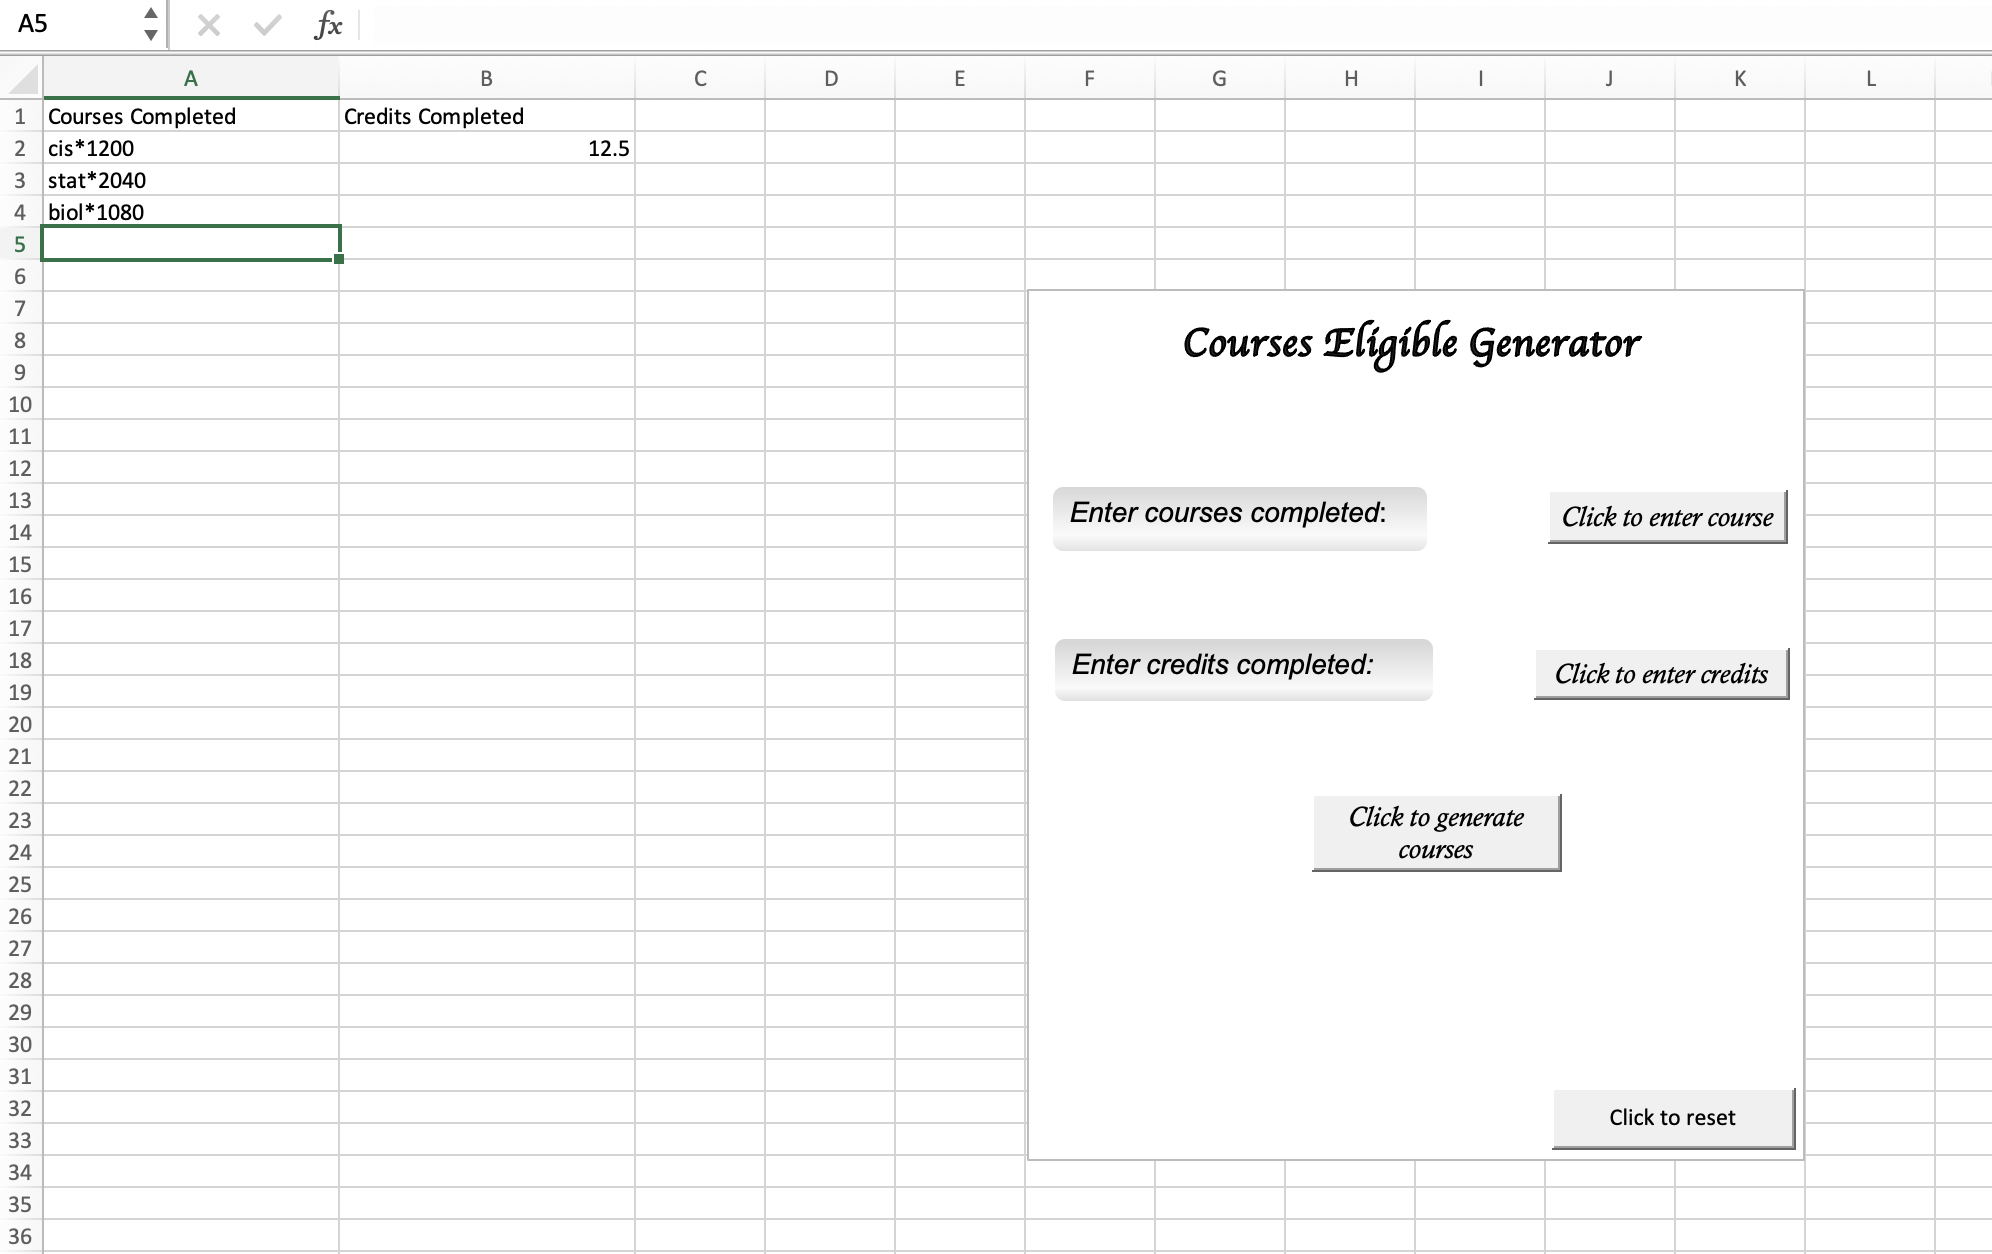 A5
fx
A B C D E F G H I J K L
1 Courses Completed Credits Completed
2 cis*1200 12.5
3 stat*2040
4 biol*1080
5
6
7
8
9
10
11
12
13
14
15
16
17
18
19
20
21
22
23
24
25
26
27
28
29
30
31
32
33
34
35
36
Courses Eligible Generator
Enter courses completed:
Click to enter course
Enter credits completed:
Click to enter credits
Click to generate
courses
Click to reset